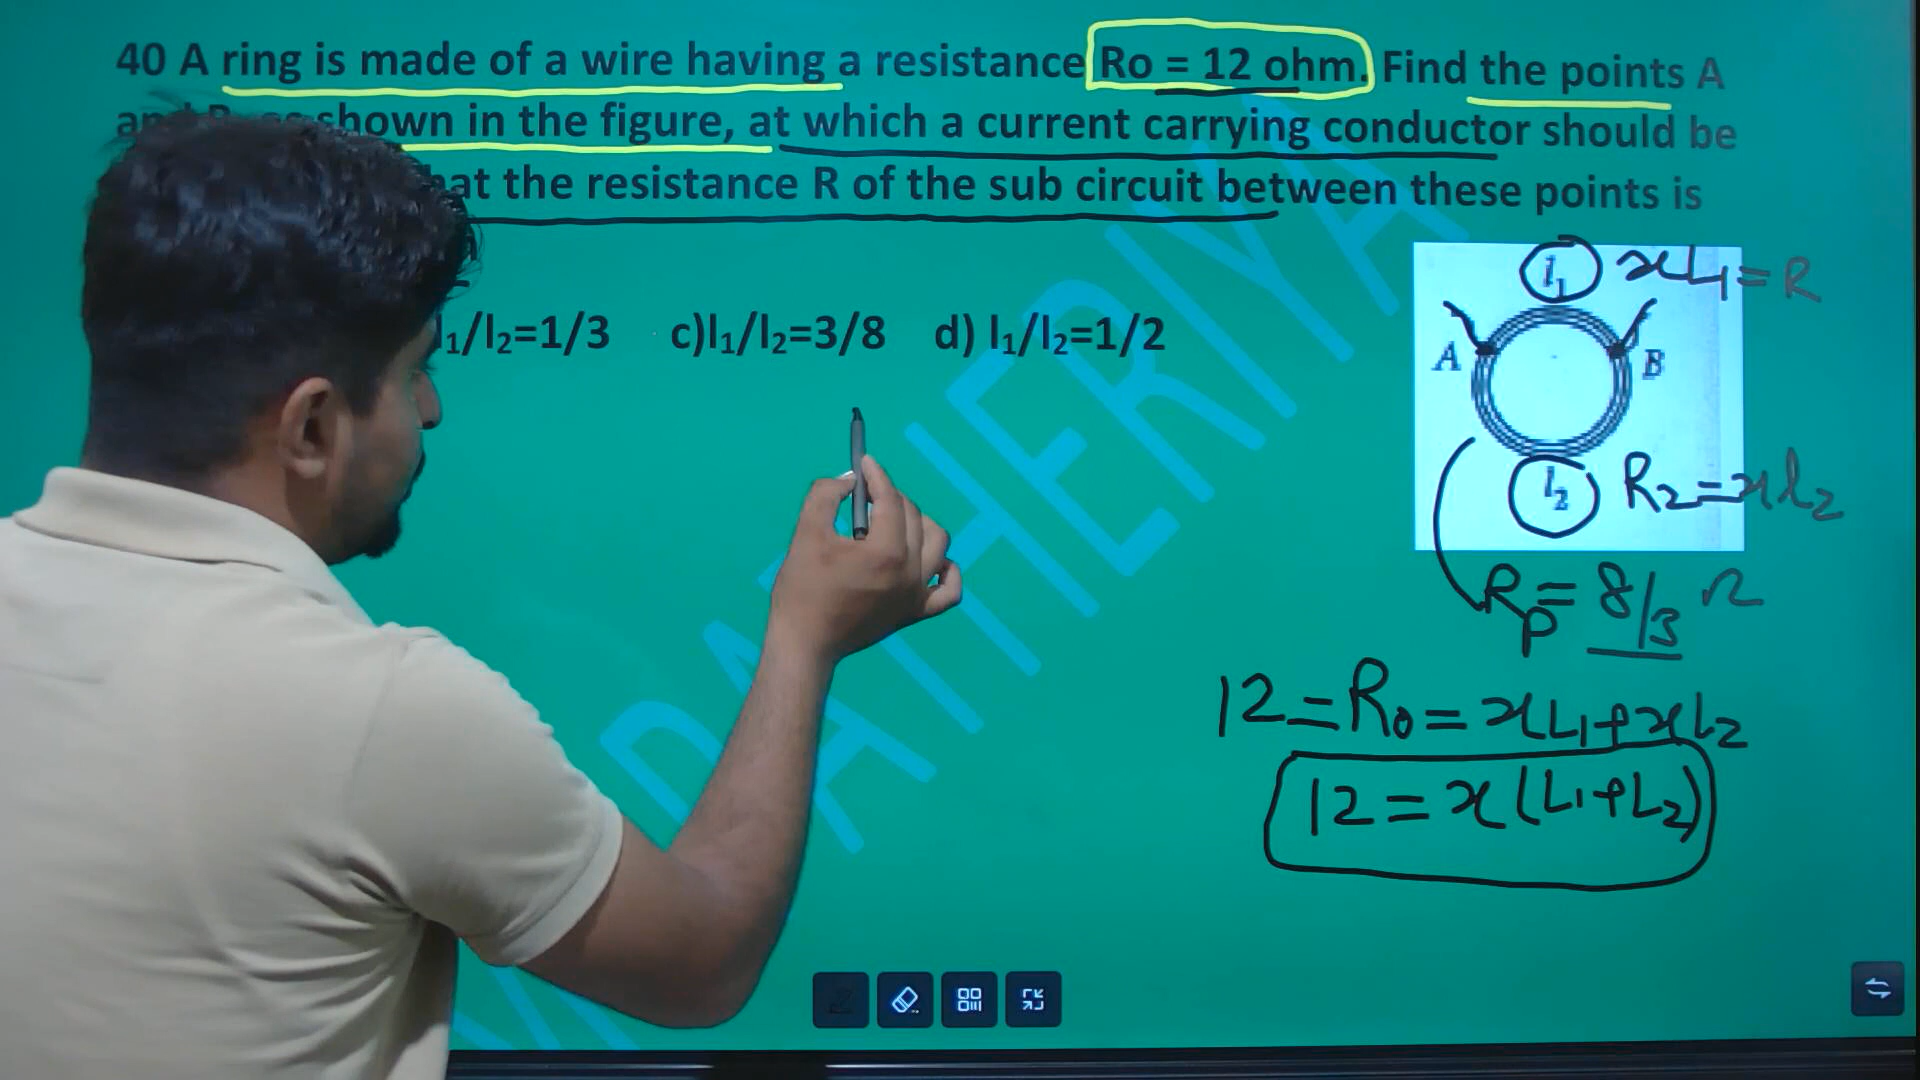 40 A ring is made of a wire having a resistance Ro = 12 ohm. Find the points A
shown in the figure, at which a current carrying conductor should be
at the resistance R of the sub circuit between these points is
l₁/l₂=1/3 c)l₁/l₂=3/8 d) l₁/l₂=1/2
l₁ xL₁ = R
A B
l₂ R₂ = xl₂
Rp = 8/3 Ω
12 = R₀ = xL₁ + xL₂
12 = x(L₁+L₂)
PATHERIYA